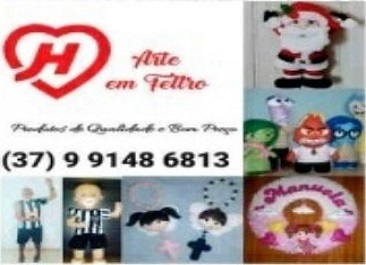 H
Arte
em Feltro
Produtos de Qualidade e Bom Preço
(37) 9 9148 6813
Manuela